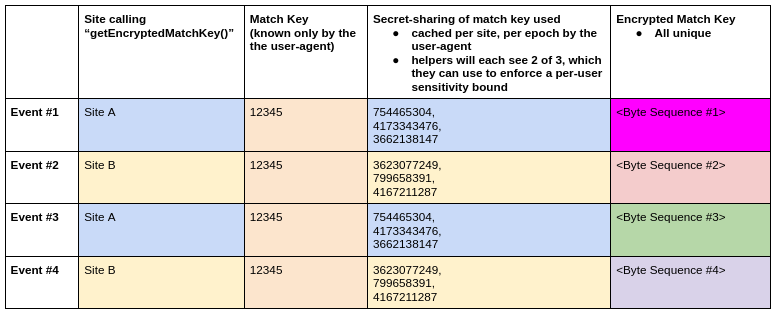 Site calling
“getEncryptedMatchKey()”
Match Key
(known only by the
the user-agent)
Secret-sharing of match key used
● cached per site, per epoch by the
user-agent
● helpers will each see 2 of 3, which
they can use to enforce a per-user
sensitivity bound
Encrypted Match Key
● All unique
Event #1
Site A
12345
754465304,
4173343476,
3662138147
<Byte Sequence #1>
Event #2
Site B
12345
3623077249,
799658391,
4167211287
<Byte Sequence #2>
Event #3
Site A
12345
754465304,
4173343476,
3662138147
<Byte Sequence #3>
Event #4
Site B
12345
3623077249,
799658391,
4167211287
<Byte Sequence #4>